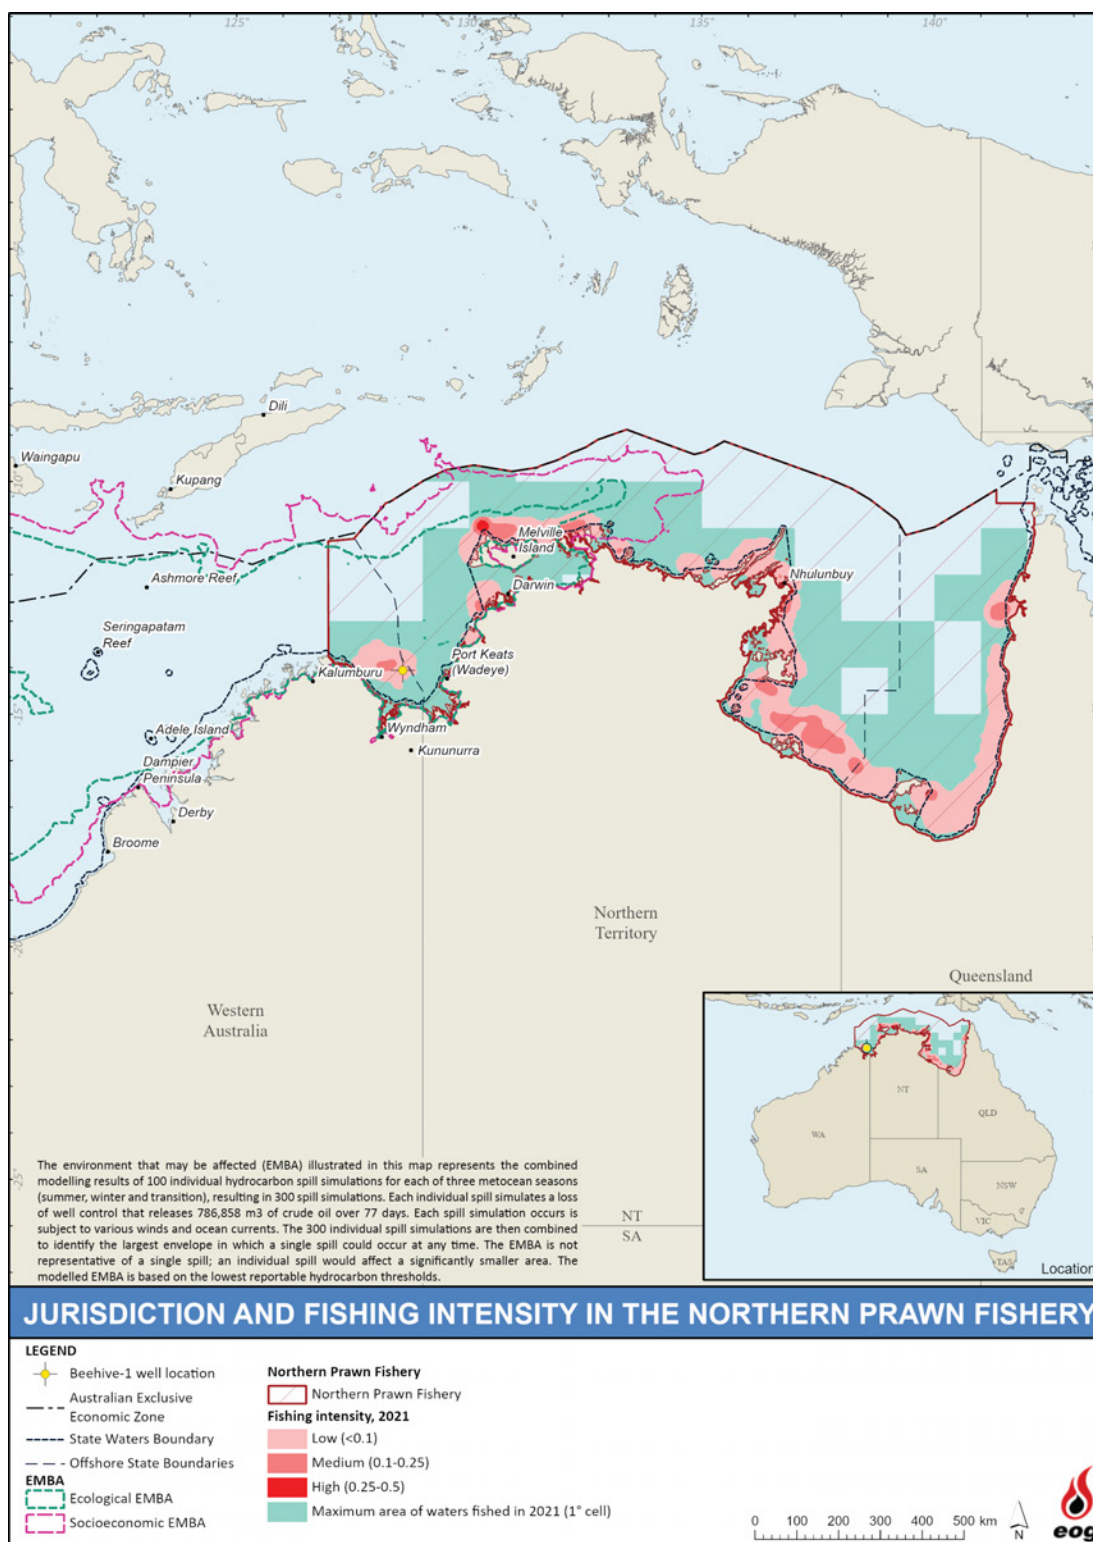 125°
130°
135°
140°
Dili
Waingapu
10°
Kupang
Melville
Island
Ashmore Reef
Nhulunbuy
Darwin
Seringapatam
Reef
Port Keats
(Wadeye)
Kalumburu
-15°
Adele Island
Wyndham
Kununurra
Dampier
Peninsula
Derby
Broome
Northern
Territory
-20°
Queensland
Western
Australia
NT
QLD
WA
SA
NSW
VIC
TAS
Location
-25°
NT
SA
The environment that may be affected (EMBA) illustrated in this map represents the combined
modelling results of 100 individual hydrocarbon spill simulations for each of three metocean seasons
(summer, winter and transition), resulting in 300 spill simulations. Each individual spill simulates a loss
of well control that releases 786,858 m3 of crude oil over 77 days. Each spill simulation occurs is
subject to various winds and ocean currents. The 300 individual spill simulations are then combined
to identify the largest envelope in which a single spill could occur at any time. The EMBA is not
representative of a single spill; an individual spill would affect a significantly smaller area. The
modelled EMBA is based on the lowest reportable hydrocarbon thresholds.
JURISDICTION AND FISHING INTENSITY IN THE NORTHERN PRAWN FISHERY
LEGEND
Beehive-1 well location
Australian Exclusive
Economic Zone
State Waters Boundary
Offshore State Boundaries
EMBA
Ecological EMBA
Socioeconomic EMBA
Northern Prawn Fishery
Northern Prawn Fishery
Fishing intensity, 2021
Low (<0.1)
Medium (0.1-0.25)
High (0.25-0.5)
Maximum area of waters fished in 2021 (1° cell)
0 100 200 300 400 500 km
N
eog